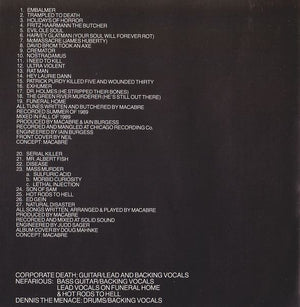 1. EMBALMER
2. TRAMPLED TO DEATH
3. HOLIDAYS OF HORROR
4. FRITZ HAARMANN THE BUTCHER
5. EVIL OLE SOUL
6. HARVEY GLATMAN (YOUR SOUL WILL FOREVER ROT)
7. McMASSACRE (JAMES HUBERTY)
8. DAVID BROM TOOK AN AXE
9. CREMATOR
10. NOSTRADAMUS
11. I NEED TO KILL
12. ULTRA VIOLENT
13. RAT MAN
14. HEY LAURIE DANN
15. PATRICK PURDY KILLED FIVE AND WOUNDED THIRTY
16. EXHUMER
17. DR. HOLMES (HE STRIPPED THEIR BONES)
18. THE GREEN RIVER MURDERER (HE'S STILL OUT THERE)
19. FUNERAL HOME
ALL TUNES WRITTEN AND BUTCHERED BY MACABRE
RECORDED SUMMER OF 1989
MIXED IN FALL OF 1989
PRODUCED BY MACABRE & IAIN BURGESS
RECORDED AND MANGLED AT CHICAGO RECORDING Co.
ENGINEERED BY IAIN BURGESS
FRONT COVER BY NEIL
CONCEPT: MACABRE
20. SERIAL KILLER
21. MR. ALBERT FISH
22. DISEASE
23. MASS MURDER
a. SULFURIC ACID
b. MORBID CURIOSITY
c. LETHAL INJECTION
24. SON OF SAM
25. HOT RODS TO HELL
26. ED GEIN
27. NATURAL DISASTER
ALL SONGS WRITTEN, ARRANGED & PLAYED BY MACABRE
PRODUCED BY MACABRE
RECORDED AND MIXED AT SOLID SOUND
ENGINEERED BY JUDD SAGER
ALBUM COVER BY DOUG MAHNKE
CONCEPT: MACABRE
CORPORATE DEATH: GUITAR/LEAD AND BACKING VOCALS
NEFARIOUS: BASS GUITAR/BACKING VOCALS
LEAD VOCALS ON FUNERAL HOME
& HOT RODS TO HELL
DENNIS THE MENACE: DRUMS/BACKING VOCALS